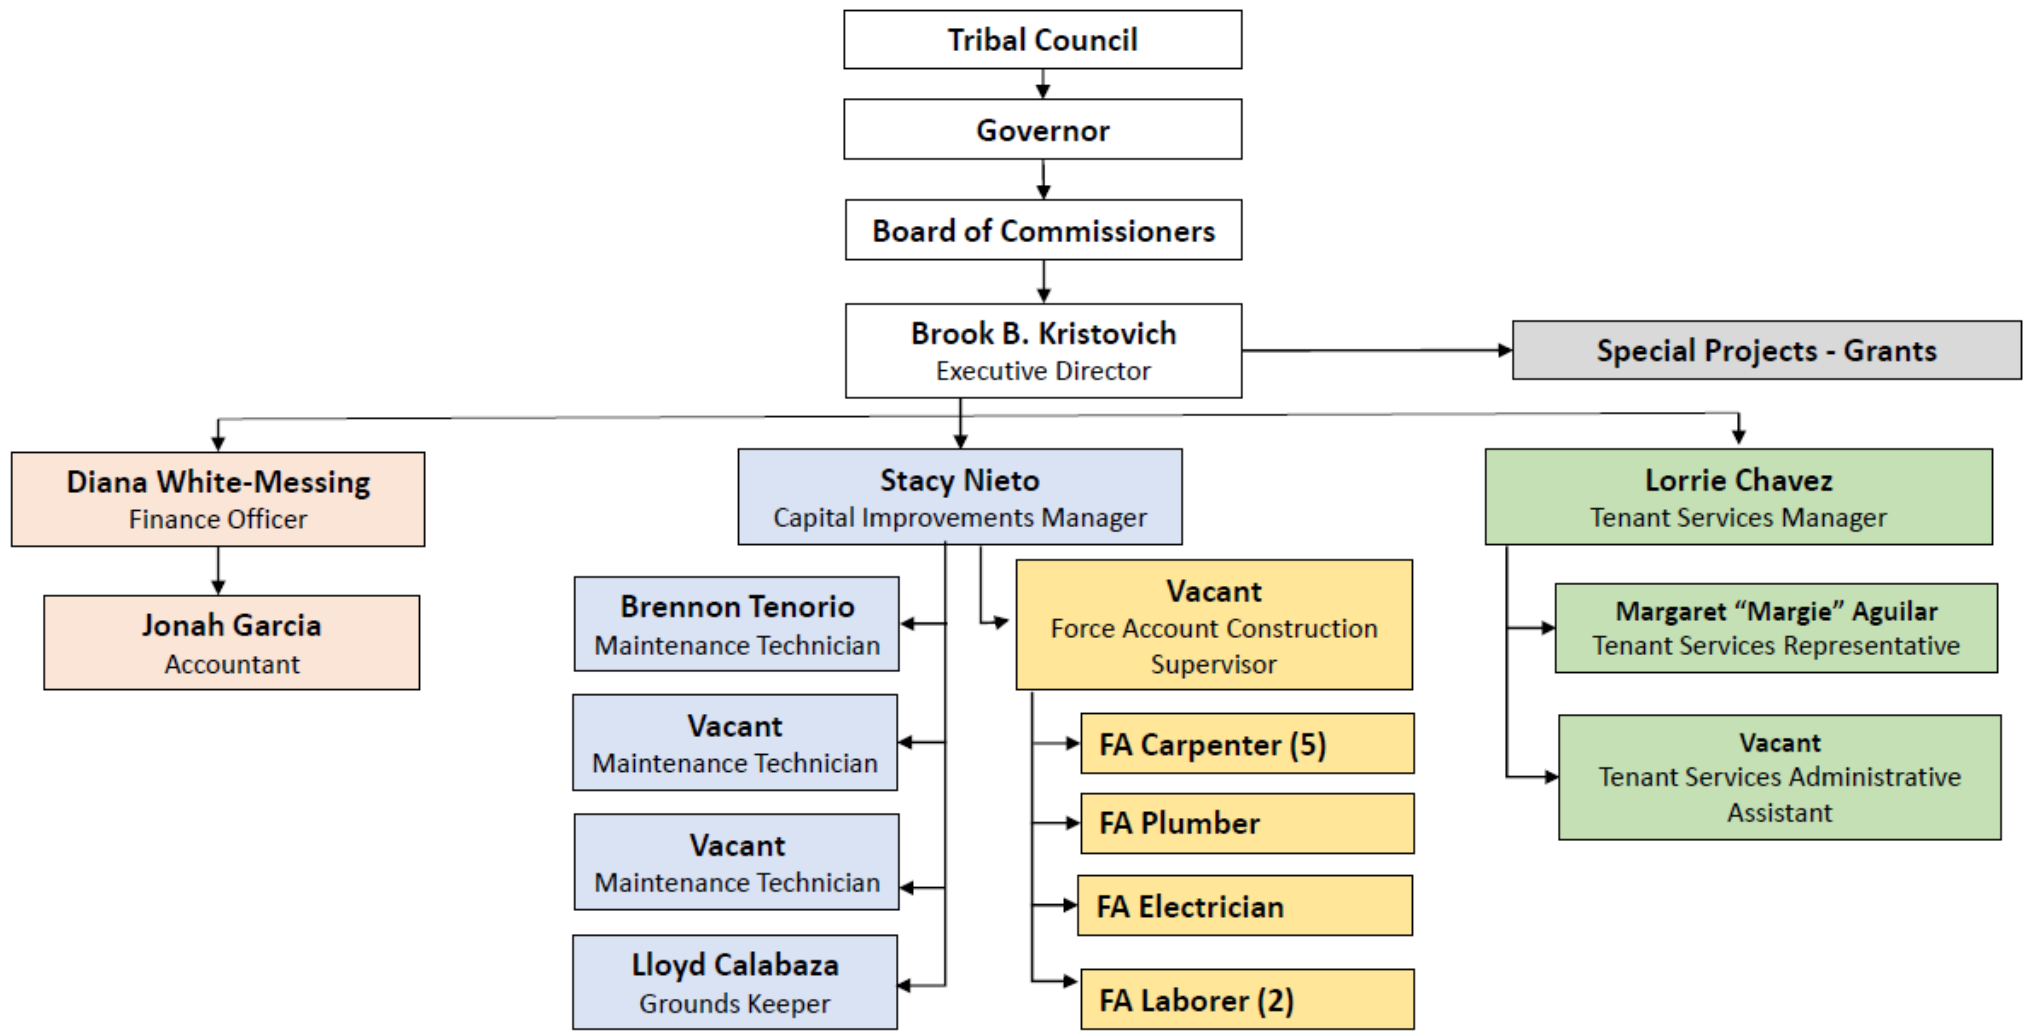 Tribal Council
Governor
Board of Commissioners
Brook B. Kristovich
Executive Director
Special Projects - Grants
Diana White-Messing
Finance Officer
Jonah Garcia
Accountant
Stacy Nieto
Capital Improvements Manager
Brennon Tenorio
Maintenance Technician
Vacant
Maintenance Technician
Vacant
Maintenance Technician
Lloyd Calabaza
Grounds Keeper
Vacant
Force Account Construction
Supervisor
FA Carpenter (5)
FA Plumber
FA Electrician
FA Laborer (2)
Lorrie Chavez
Tenant Services Manager
Margaret “Margie” Aguilar
Tenant Services Representative
Vacant
Tenant Services Administrative
Assistant